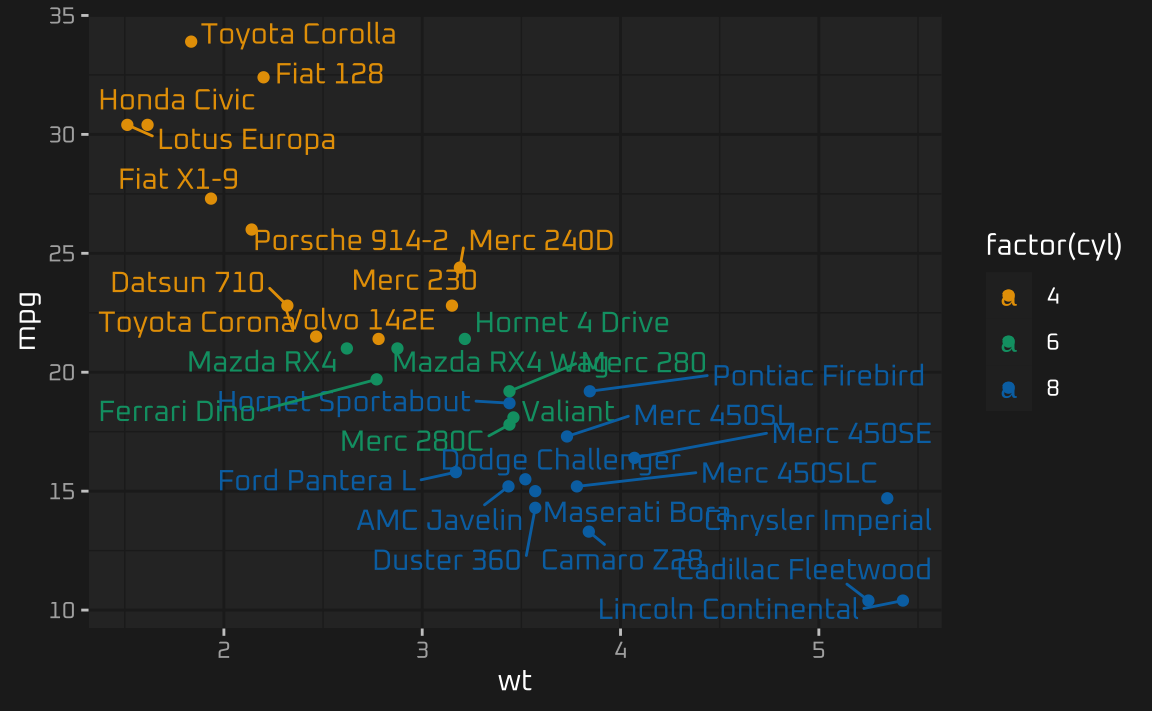 35
Toyota Corolla
Fiat 128
Honda Civic
30
Lotus Europa
Fiat X1-9
Porsche 914-2
Merc 240D
factor(cyl)
25
Datsun 710
Merc 230
a 4
Toyota Corona
Volvo 142E
Hornet 4 Drive
mpg
a 6
Mazda RX4
Mazda RX4 Wag
Merc 280
20
Pontiac Firebird
a 8
Hornet Sportabout
Ferrari Dino
Valiant
Merc 450SL
Merc 450SE
Merc 280C
Dodge Challenger
Ford Pantera L
Merc 450SLC
15
AMC Javelin
Maserati Bora
Chrysler Imperial
Duster 360
Camaro Z28
Cadillac Fleetwood
10
Lincoln Continental
2 3 4 5
wt